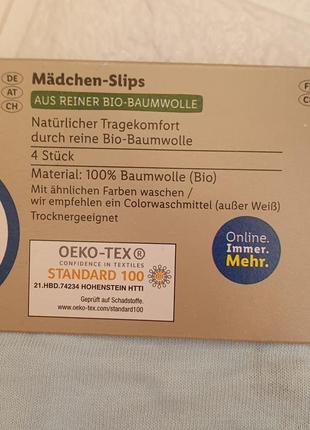 DE
AT
CH
Mädchen-Slips
AUS REINER BIO-BAUMWOLLE
Natürlicher Tragekomfort
durch reine Bio-Baumwolle
4 Stück
Material: 100% Baumwolle (Bio)
Mit ähnlichen Farben waschen /
wir empfehlen ein Colorwaschmittel (außer Weiß)
Trocknergeeignet
OEKO-TEX®
CONFIDENCE IN TEXTILES
STANDARD 100
21.HBD.74234 HOHENSTEIN HTTI
Geprüft auf Schadstoffe.
www.oeko-tex.com/standard100
Online.
Immer.
Mehr.